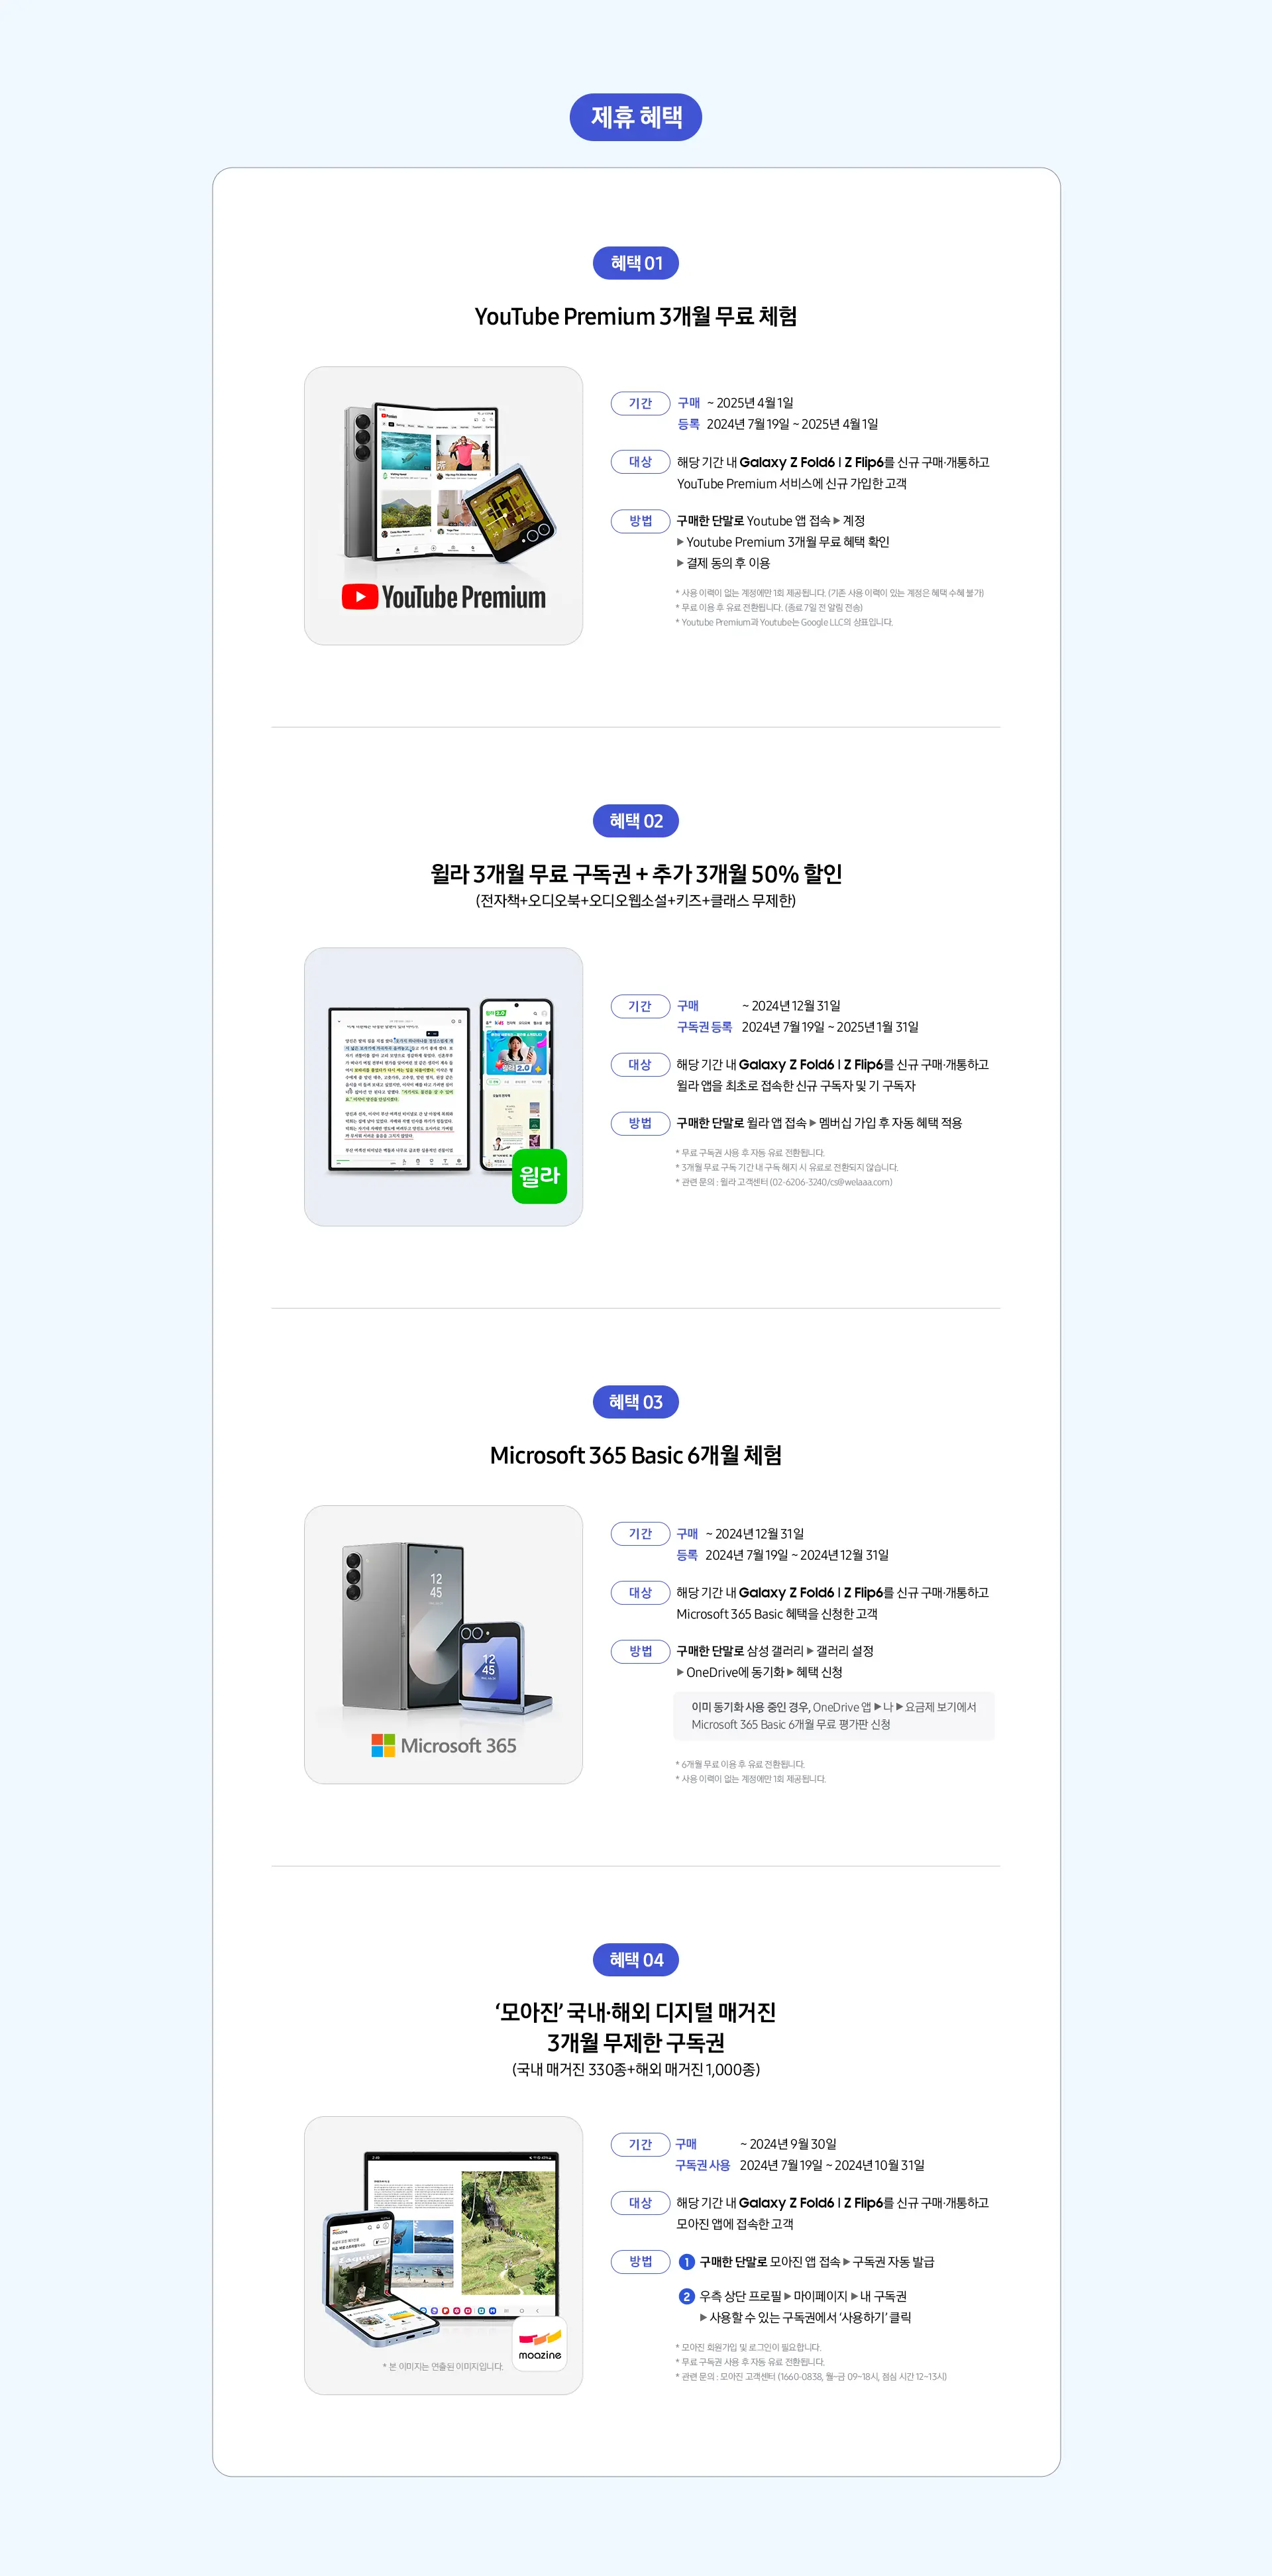 제휴 혜택
혜택 01
YouTube Premium 3개월 무료 체험
기간 구매 ~ 2025년 4월 1일
등록 2024년 7월 19일 ~ 2025년 4월 1일
대상 해당 기간 내 Galaxy Z Fold6 | Z Flip6를 신규 구매·개통하고
YouTube Premium 서비스에 신규 가입한 고객
방법 구매한 단말로 Youtube 앱 접속 ▶ 계정
▶ Youtube Premium 3개월 무료 혜택 확인
▶ 결제 동의 후 이용
YouTube Premium
* 사용 이력이 없는 계정에만 1회 제공됩니다. (기존 사용 이력이 있는 계정은 혜택 수혜 불가)
* 무료 이용 후 유료 전환됩니다. (종료 7일 전 알림 전송)
* Youtube Premium과 Youtube는 Google LLC의 상표입니다.
혜택 02
윌라 3개월 무료 구독권 + 추가 3개월 50% 할인
(전자책+오디오북+오디오웹소설+키즈+클래스 무제한)
기간 구매 ~ 2024년 12월 31일
구독권 등록 2024년 7월 19일 ~ 2025년 1월 31일
대상 해당 기간 내 Galaxy Z Fold6 | Z Flip6를 신규 구매·개통하고
윌라 앱을 최초로 접속한 신규 구독자 및 기 구독자
방법 구매한 단말로 윌라 앱 접속 ▶ 멤버십 가입 후 자동 혜택 적용
윌라
* 무료 구독권 사용 후 자동 유료 전환됩니다.
* 3개월 무료 구독 기간 내 구독 해지 시 유료로 전환되지 않습니다.
* 관련 문의 : 윌라 고객센터 (02-6206-3240/cs@welaaa.com)
혜택 03
Microsoft 365 Basic 6개월 체험
기간 구매 ~ 2024년 12월 31일
등록 2024년 7월 19일 ~ 2024년 12월 31일
대상 해당 기간 내 Galaxy Z Fold6 | Z Flip6를 신규 구매·개통하고
Microsoft 365 Basic 혜택을 신청한 고객
방법 구매한 단말로 삼성 갤러리 ▶ 갤러리 설정
▶ OneDrive에 동기화 ▶ 혜택 신청
이미 동기화 사용 중인 경우, OneDrive 앱 ▶ 나 ▶ 요금제 보기에서
Microsoft 365 Basic 6개월 무료 평가판 신청
12
45
12
45
Microsoft 365
* 6개월 무료 이용 후 유료 전환됩니다.
* 사용 이력이 없는 계정에만 1회 제공됩니다.
혜택 04
‘모아진’ 국내·해외 디지털 매거진
3개월 무제한 구독권
(국내 매거진 330종+해외 매거진 1,000종)
기간 구매 ~ 2024년 9월 30일
구독권 사용 2024년 7월 19일 ~ 2024년 10월 31일
대상 해당 기간 내 Galaxy Z Fold6 | Z Flip6를 신규 구매·개통하고
모아진 앱에 접속한 고객
방법 1 구매한 단말로 모아진 앱 접속 ▶ 구독권 자동 발급
2 우측 상단 프로필 ▶ 마이페이지 ▶ 내 구독권
▶ 사용할 수 있는 구독권에서 ‘사용하기’ 클릭
moazine
* 본 이미지는 연출된 이미지입니다.
* 모아진 회원가입 및 로그인이 필요합니다.
* 무료 구독권 사용 후 자동 유료 전환됩니다.
* 관련 문의 : 모아진 고객센터 (1660-0838, 월~금 09~18시, 점심 시간 12~13시)